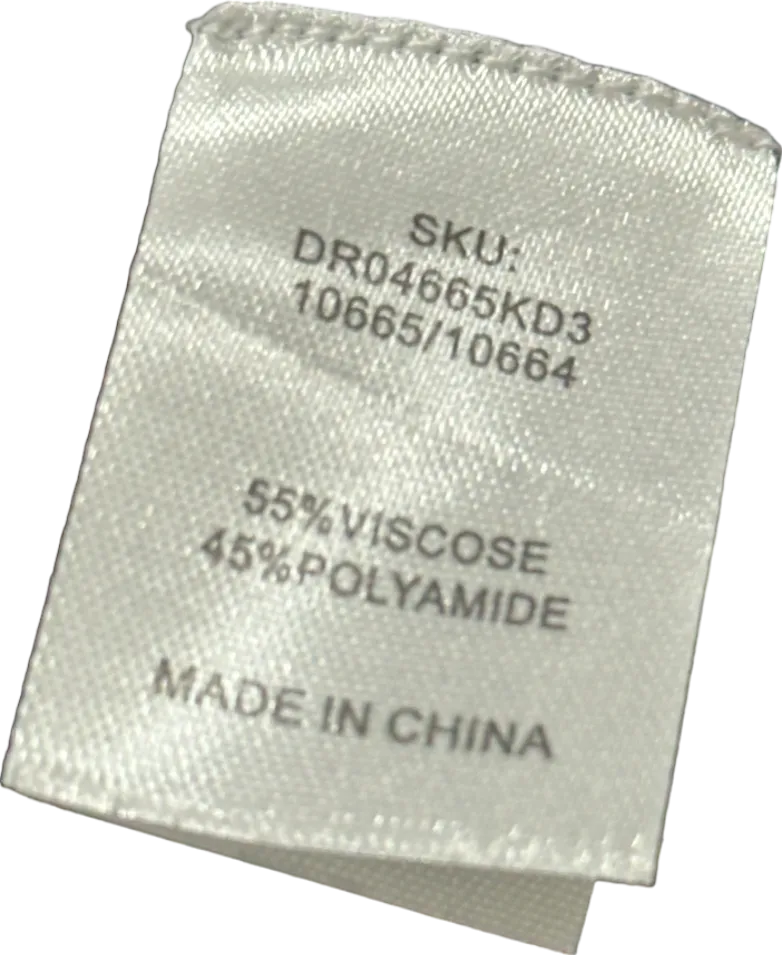 SKU:
DR04665KD3
10665/10664
55%VISCOSE
45%POLYAMIDE
MADE IN CHINA